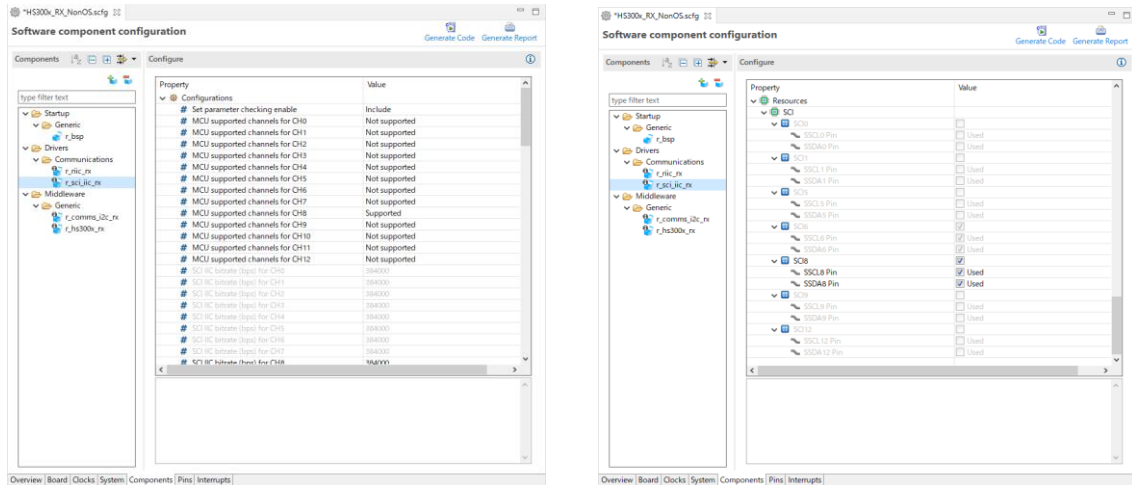 *HS300x_RX_NonOS.scfg
Software component configuration
Generate Code Generate Report
Components
Configure
type filter text
Startup
Generic
r_bsp
Drivers
Communications
r_riic_rx
r_sci_iic_rx
Middleware
Generic
r_comms_i2c_rx
r_hs300x_rx
Property Value
Configurations
# Set parameter checking enable Include
# MCU supported channels for CH0 Not supported
# MCU supported channels for CH1 Not supported
# MCU supported channels for CH2 Not supported
# MCU supported channels for CH3 Not supported
# MCU supported channels for CH4 Not supported
# MCU supported channels for CH5 Not supported
# MCU supported channels for CH6 Not supported
# MCU supported channels for CH7 Not supported
# MCU supported channels for CH8 Supported
# MCU supported channels for CH9 Not supported
# MCU supported channels for CH10 Not supported
# MCU supported channels for CH11 Not supported
# MCU supported channels for CH12 Not supported
# SCI IIC bitrate (bps) for CH0 384000
# SCI IIC bitrate (bps) for CH1 384000
# SCI IIC bitrate (bps) for CH2 384000
# SCI IIC bitrate (bps) for CH3 384000
# SCI IIC bitrate (bps) for CH4 384000
# SCI IIC bitrate (bps) for CH5 384000
# SCI IIC bitrate (bps) for CH6 384000
# SCI IIC bitrate (bps) for CH7 384000
# SCI IIC bitrate (bps) for CH8 384000
Overview Board Clocks System Components Pins Interrupts
*HS300x_RX_NonOS.scfg
Software component configuration
Generate Code Generate Report
Components
Configure
type filter text
Startup
Generic
r_bsp
Drivers
Communications
r_riic_rx
r_sci_iic_rx
Middleware
Generic
r_comms_i2c_rx
r_hs300x_rx
Property Value
Resources
SCI
SCI0
SSCL0 Pin Used
SSDA0 Pin Used
SCI1
SSCL1 Pin Used
SSDA1 Pin Used
SCI5
SSCL5 Pin Used
SSDA5 Pin Used
SCI6
SSCL6 Pin Used
SSDA6 Pin Used
SCI8
SSCL8 Pin Used
SSDA8 Pin Used
SCI9
SSCL9 Pin Used
SSDA9 Pin Used
SCI12
SSCL12 Pin Used
SSDA12 Pin Used
Overview Board Clocks System Components Pins Interrupts